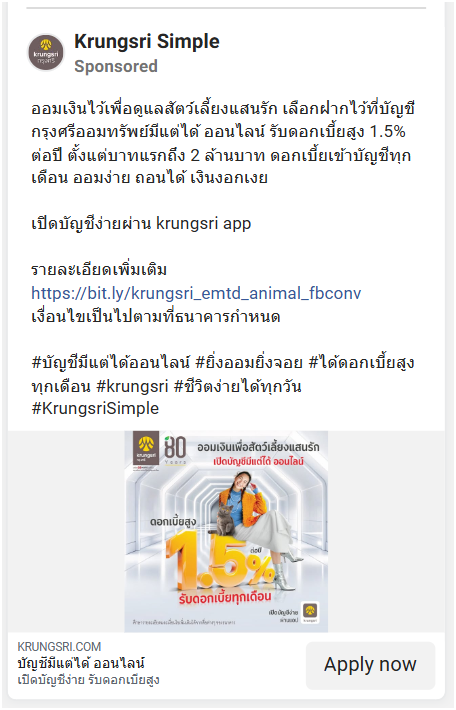 Krungsri Simple
Sponsored
ออมเงินไว้เพื่อดูแลสัตว์เลี้ยงแสนรัก เลือกฝากไว้ที่บัญชี
กรุงศรีออมทรัพย์มีแต่ได้ ออนไลน์ รับดอกเบี้ยสูง 1.5%
ต่อปี ตั้งแต่บาทแรกถึง 2 ล้านบาท ดอกเบี้ยเข้าบัญชีทุก
เดือน ออมง่าย ถอนได้ เงินงอกเงย
เปิดบัญชีง่ายผ่าน krungsri app
รายละเอียดเพิ่มเติม
https://bit.ly/krungsri_emtd_animal_fbconv
เงื่อนไขเป็นไปตามที่ธนาคารกำหนด
#บัญชีมีแต่ได้ออนไลน์ #ยิ่งออมยิ่งจอย #ได้ดอกเบี้ยสูง
ทุกเดือน #krungsri #ชีวิตง่ายได้ทุกวัน
#KrungsriSimple
krungsri
กรุงศรี
80
YEARS
ออมเงินเพื่อสัตว์เลี้ยงแสนรัก
เปิดบัญชีมีแต่ได้ ออนไลน์
ดอกเบี้ยสูง
1.5%
ต่อปี
รับดอกเบี้ยทุกเดือน
เปิดบัญชีง่าย
ผ่านแอป
krungsri
KRUNGSRI.COM
บัญชีมีแต่ได้ ออนไลน์
เปิดบัญชีง่าย รับดอกเบี้ยสูง
Apply now